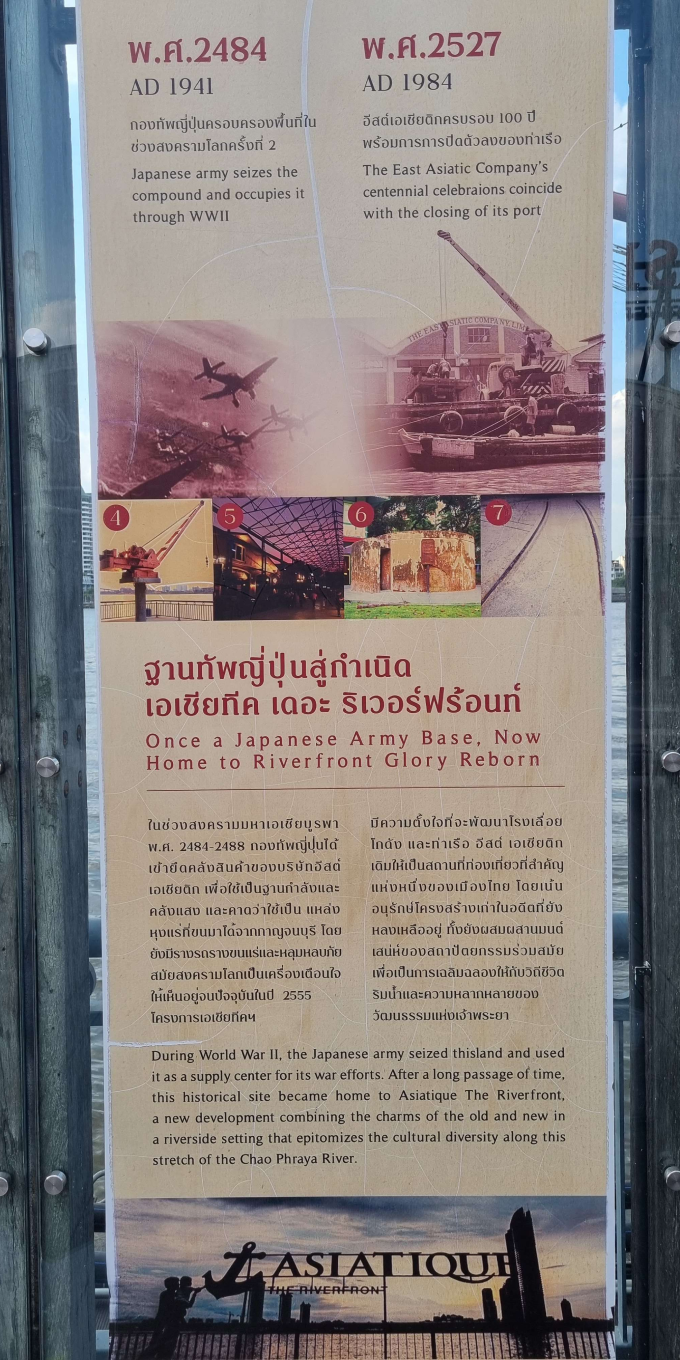 พ.ศ.2484
AD 1941
กองทัพญี่ปุ่นครอบครองพื้นที่ใน
ช่วงสงครามโลกครั้งที่ 2
Japanese army seizes the
compound and occupies it
through WWII
พ.ศ.2527
AD 1984
อีสต์เอเชียติกครบรอบ 100 ปี
พร้อมการการปิดตัวลงของท่าเรือ
The East Asiatic Company's
centennial celebraions coincide
with the closing of its port
THE EAST ASIATIC COMPANY LIM
4
5
6
7
ฐานทัพญี่ปุ่นสู่กำเนิด
เอเชียทีค เดอะ ริเวอร์ฟร้อนท์
Once a Japanese Army Base, Now
Home to Riverfront Glory Reborn
ในช่วงสงครามมหาเอเชียบูรพา
พ.ศ. 2484-2488 กองทัพญี่ปุ่นได้
เข้ายึดคลังสินค้าของบริษัทอีสต์
เอเชียติก เพื่อใช้เป็นฐานกำลังและ
คลังแสง และคาดว่าใช้เป็น แหล่ง
หุงแร่ที่ขนมาได้จากกาญจนบุรี โดย
ยังมีรางรถรางขนแร่และหลุมหลบภัย
สมัยสงครามโลกเป็นเครื่องเตือนใจ
ให้เห็นอยู่จนปัจจุบันในปี 2555
โครงการเอเชียทีคฯ
มีความตั้งใจที่จะพัฒนาโรงเลื่อย
โกดัง และท่าเรือ อีสต์ เอเชียติก
เดิมให้เป็นสถานที่ท่องเที่ยวที่สำคัญ
แห่งหนึ่งของเมืองไทย โดยเน้น
อนุรักษ์โครงสร้างเก่าในอดีตที่ยัง
หลงเหลืออยู่ ทั้งยังผสมผสานมนต์
เสน่ห์ของสถาปัตยกรรมร่วมสมัย
เพื่อเป็นการเฉลิมฉลองให้กับวิถีชีวิต
ริมน้ำและความหลากหลายของ
วัฒนธรรมแห่งเจ้าพระยา
During World War II, the Japanese army seized thisland and used
it as a supply center for its war efforts. After a long passage of time,
this historical site became home to Asiatique The Riverfront,
a new development combining the charms of the old and new in
a riverside setting that epitomizes the cultural diversity along this
stretch of the Chao Phraya River.
ASIATIQUE
THE RIVERFRONT